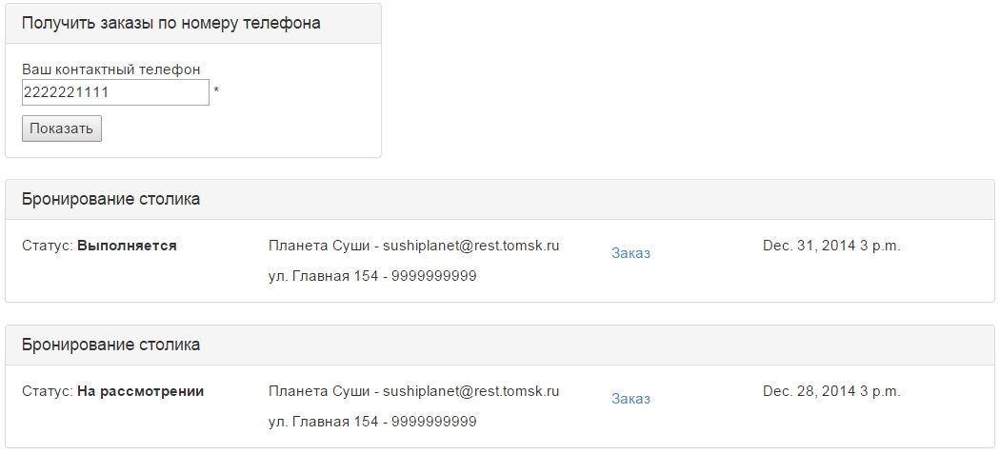 Получить заказы по номеру телефона
Ваш контактный телефон
2222221111 *
Показать
Бронирование столика
Статус: Выполняется Планета Суши - sushiplanet@rest.tomsk.ru Заказ Dec. 31, 2014 3 p.m.
ул. Главная 154 - 9999999999
Бронирование столика
Статус: На рассмотрении Планета Суши - sushiplanet@rest.tomsk.ru Заказ Dec. 28, 2014 3 p.m.
ул. Главная 154 - 9999999999